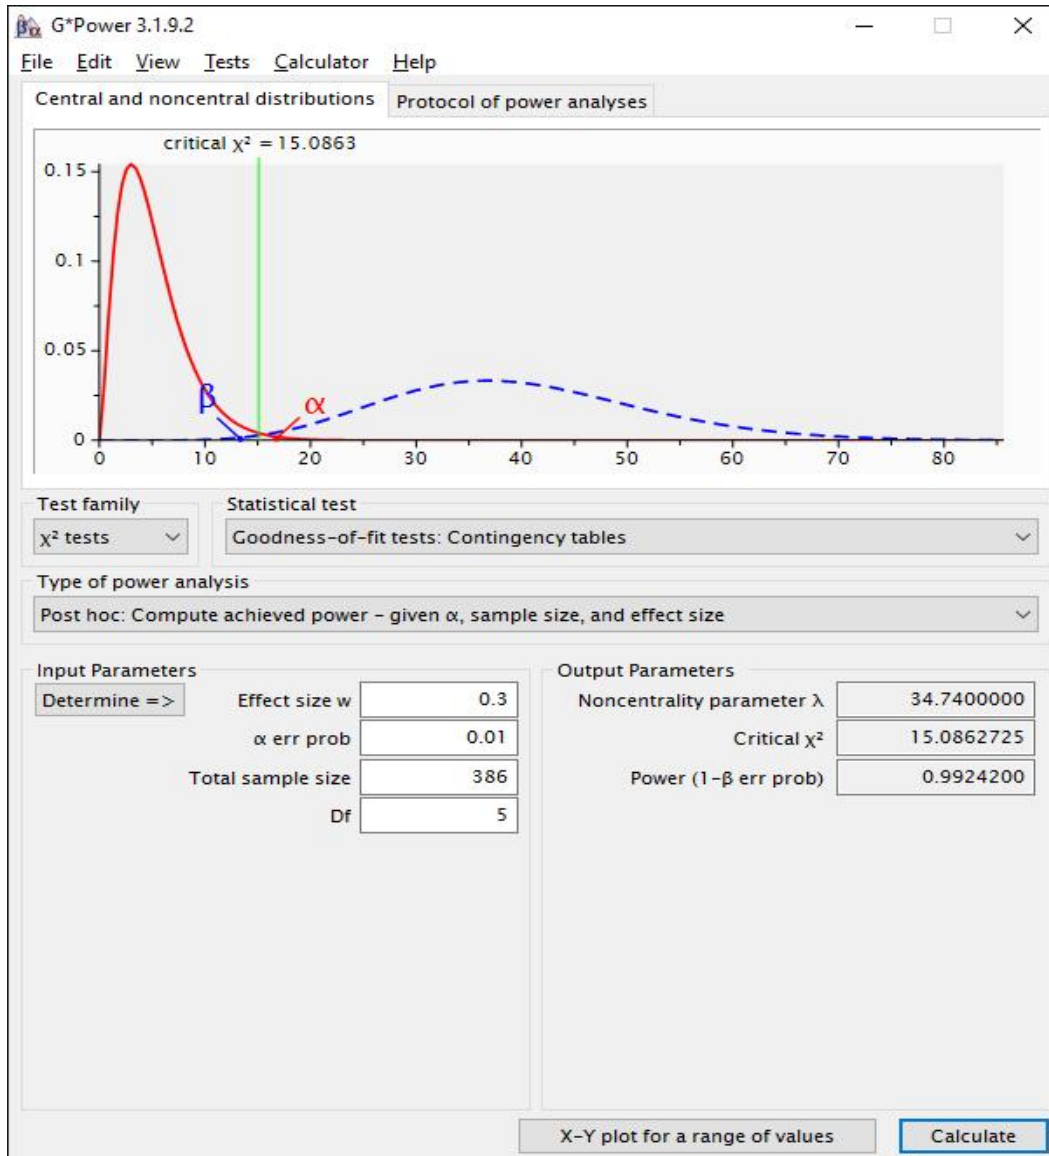 G*Power 3.1.9.2
File Edit View Tests Calculator Help
Central and noncentral distributions Protocol of power analyses
critical χ² = 15.0863
0.15
0.1
0.05
0
β α
0 10 20 30 40 50 60 70 80
Test family Statistical test
χ² tests Goodness-of-fit tests: Contingency tables
Type of power analysis
Post hoc: Compute achieved power – given α, sample size, and effect size
Input Parameters Output Parameters
Determine => Effect size w 0.3 Noncentrality parameter λ 34.7400000
α err prob 0.01 Critical χ² 15.0862725
Total sample size 386 Power (1-β err prob) 0.9924200
Df 5
X-Y plot for a range of values Calculate